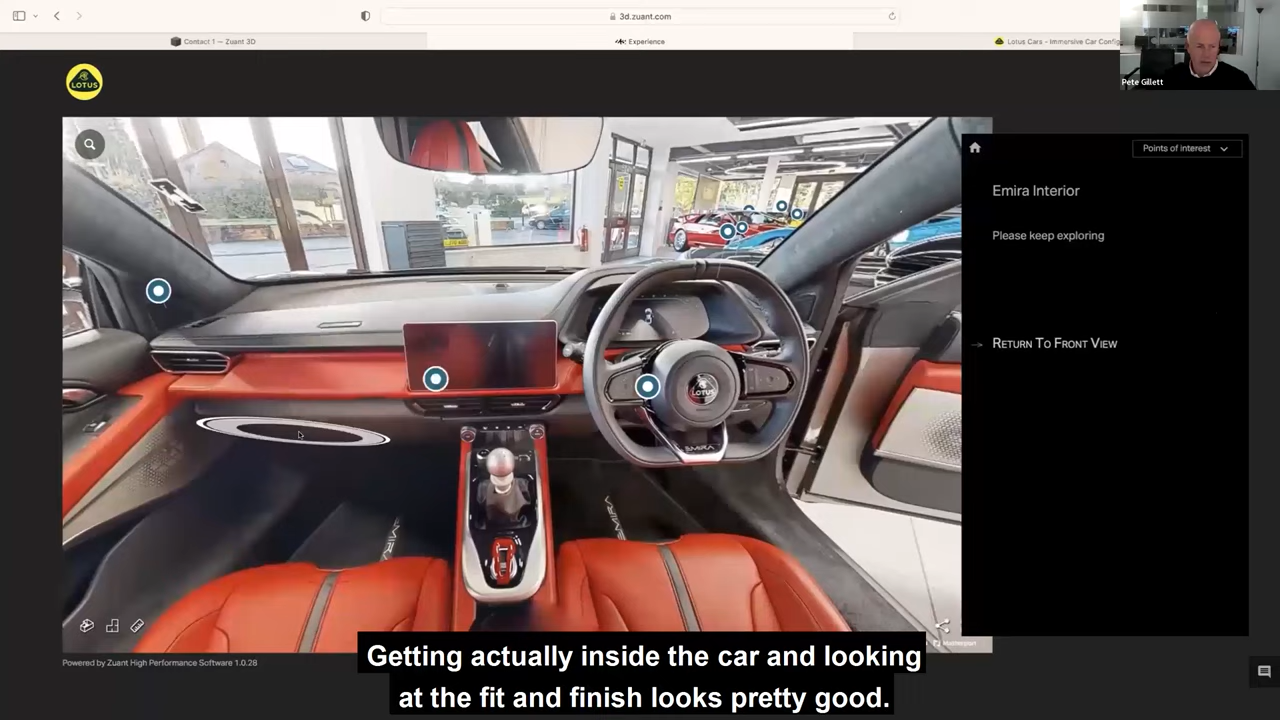 3d.zuant.com
Contact 1 — Zuant 3D
Experience
Lotus Cars - Immersive Car Config
Pete Gillett
LOTUS
Points of interest
Emira Interior
Please keep exploring
→ RETURN TO FRONT VIEW
LOTUS
EMIRA
Powered by Zuant High Performance Software 1.0.28
Getting actually inside the car and looking
at the fit and finish looks pretty good.